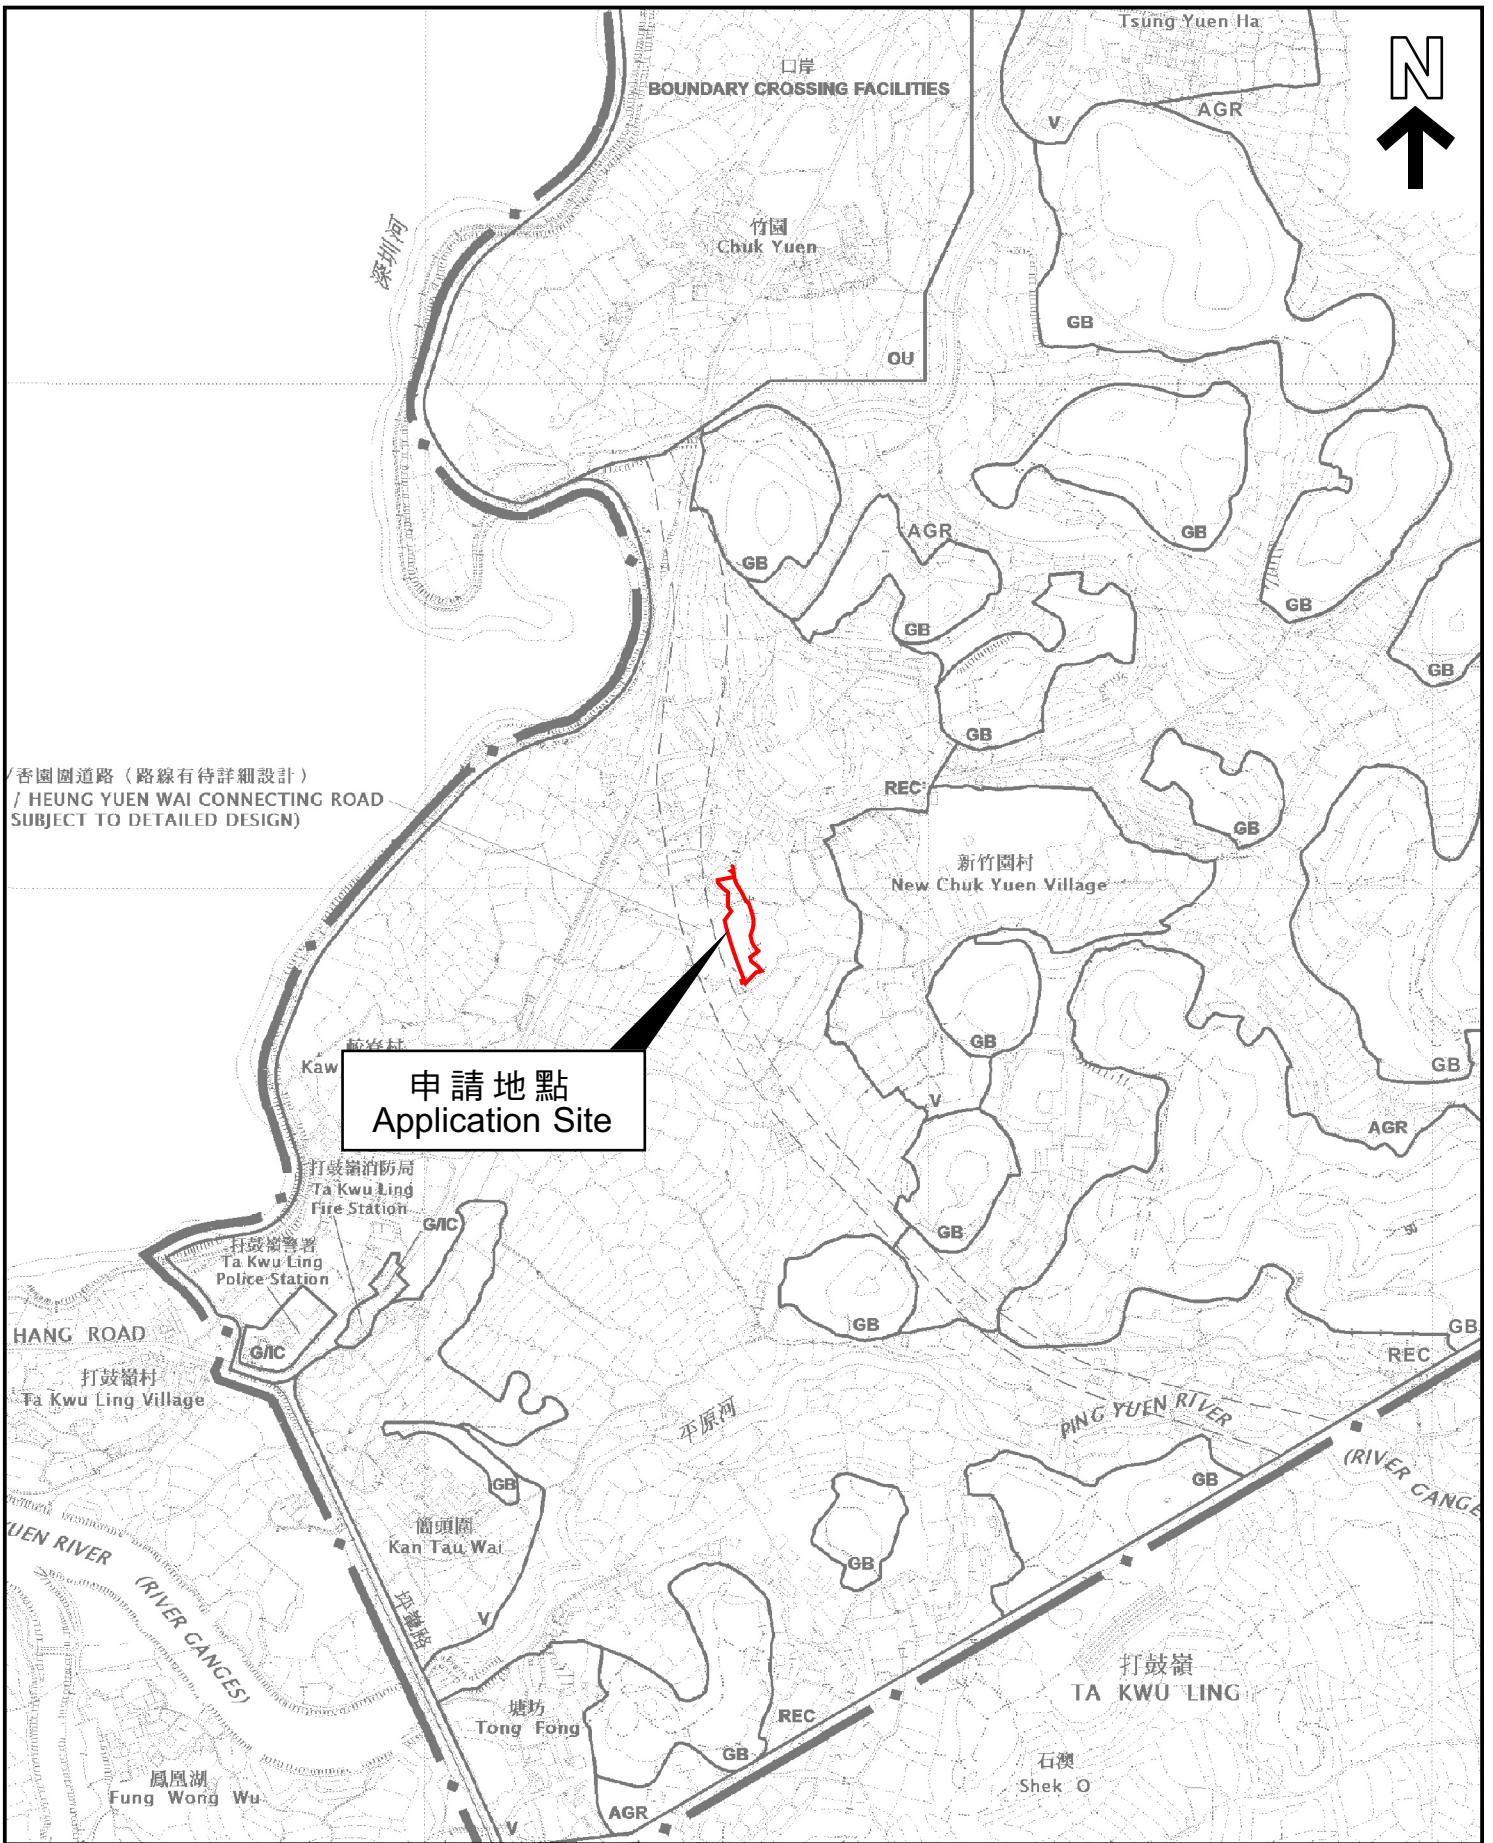 Tsung Yuen Ha
口岸
BOUNDARY CROSSING FACILITIES
N
V
AGR
深圳河
竹園
Chuk Yuen
GB
OU
GB
AGR
GB
GB
GB
GB
GB
GB
/香園圍道路（路線有待詳細設計）
/ HEUNG YUEN WAI CONNECTING ROAD
SUBJECT TO DETAILED DESIGN)
REC
GB
新竹園村
New Chuk Yuen Village
GB
GB
Kaw
申請地點
Application Site
V
AGR
打鼓嶺消防局
Ta Kwu Ling
Fire Station
G/IC
GB
打鼓嶺警署
Ta Kwu Ling
Police Station
50
HANG ROAD
G/IC
GB
GB
REC
打鼓嶺村
Ta Kwu Ling Village
平原河
PING YUEN RIVER
(RIVER GANGE
GB
GB
簡頭圍
Kan Tau Wai
UEN RIVER
(RIVER GANGES)
GB
V
坪輋路
打鼓嶺
TA KWU LING
塘坊
Tong Fong
REC
GB
石澳
Shek O
鳳凰湖
Fung Wong Wu
AGR
V